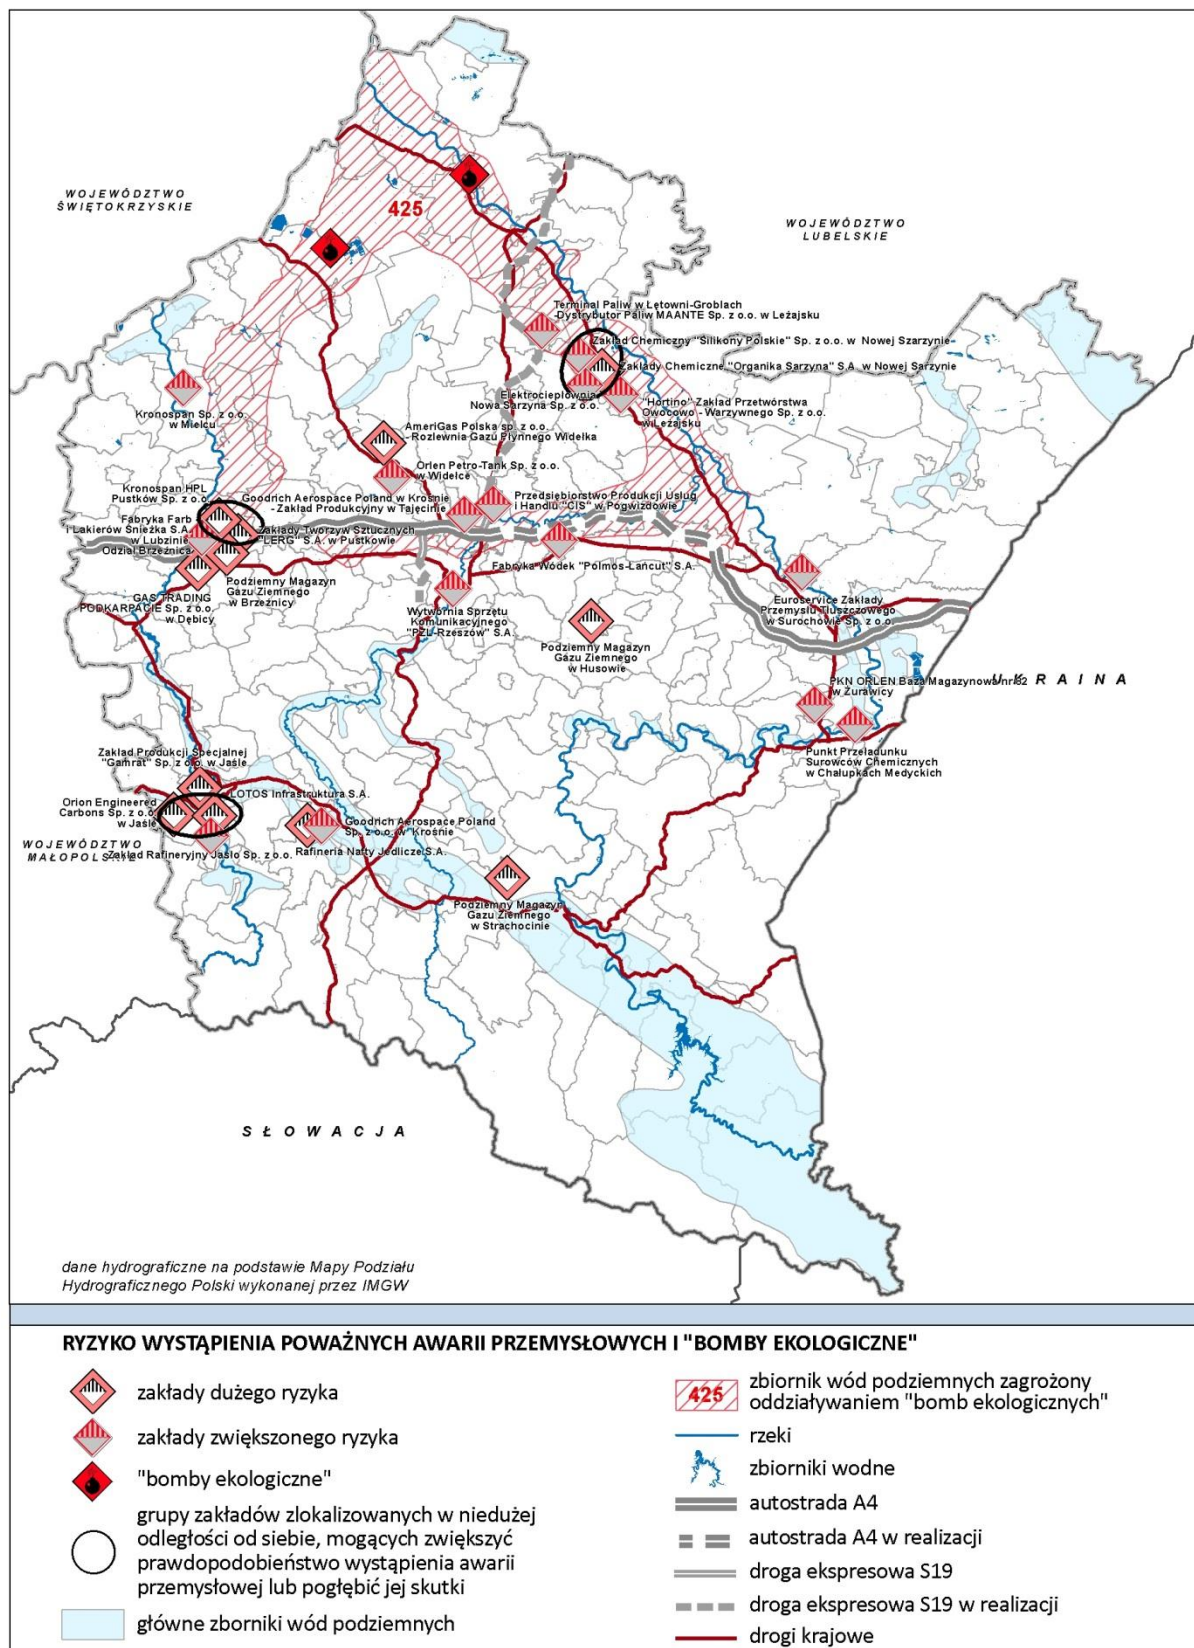 WOJEWÓDZTWO
ŚWIĘTOKRZYSKIE
425
WOJEWÓDZTWO
LUBELSKIE
Terminal Paliw w Łętowni-Groblach
Dystrybutor Paliw MAANTE Sp. z o.o. w Leżajsku
Zakład Chemiczny "Silikony Polskie" Sp. z o.o. w Nowej Szarzynie
Zakłady Chemiczne "Organika Sarzyna" S.A. w Nowej Sarzynie
Elektrociepłownia
Nowa Sarzyna Sp. z o.o.
"Hortino" Zakład Przetwórstwa
Owocowo - Warzywnego Sp. z o.o.
w Leżajsku
Kronospan Sp. z o.o.
w Mielcu
AmeriGas Polska sp. z o.o.
- Rozlewnia Gazu Płynnego Widełka
Orlen Petro-Tank Sp. z o.o.
w Widełce
Kronospan HPL
Pustków Sp. z o.o.
Goodrich Aerospace Poland w Krośnie
- Zakład Produkcyjny w Tajęcinie
Przedsiębiorstwo Produkcji Usług
i Handlu "CIS" w Pogwizdowie
Fabryka Farb
i Lakierów Śnieżka S.A.
w Lubzinie
Odział Brzeźnica
Zakłady Tworzyw Sztucznych
"LERG" S.A. w Pustkowie
Fabryka Wódek "Polmos-Łańcut" S.A.
Podziemny Magazyn
Gazu Ziemnego
w Brzeźnicy
GAS TRADING
PODKARPACIE Sp. z o.o.
w Dębicy
Wytwórnia Sprzętu
Komunikacyjnego
"PZL-Rzeszów" S.A.
Euroservice Zakłady
Przemysłu Tłuszczowego
w Surochowie Sp. z o.o.
Podziemny Magazyn
Gazu Ziemnego
w Husowie
PKN ORLEN Baza Magazynowa nr 62
w Żurawicy
UKRAINA
Punkt Przeładunku
Surowców Chemicznych
w Chałupkach Medyckich
Zakład Produkcji Specjalnej
"Gamrat" Sp. z o.o. w Jaśle
LOTOS Infrastruktura S.A.
Orion Engineered
Carbons Sp. z o.o.
w Jaśle
Goodrich Aerospace Poland
Sp. z o.o. w Krośnie
WOJEWÓDZTWO
MAŁOPOLSKIE
Zakład Rafineryjny Jasło Sp. z o.o.
Rafineria Nafty Jedlicze S.A.
Podziemny Magazyn
Gazu Ziemnego
w Strachocinie
SŁOWACJA
dane hydrograficzne na podstawie Mapy Podziału
Hydrograficznego Polski wykonanej przez IMGW
RYZYKO WYSTĄPIENIA POWAŻNYCH AWARII PRZEMYSŁOWYCH I "BOMBY EKOLOGICZNE"
zakłady dużego ryzyka
zakłady zwiększonego ryzyka
"bomby ekologiczne"
grupy zakładów zlokalizowanych w niedużej
odległości od siebie, mogących zwiększyć
prawdopodobieństwo wystąpienia awarii
przemysłowej lub pogłębić jej skutki
główne zborniki wód podziemnych
425
zbiornik wód podziemnych zagrożony
oddziaływaniem "bomb ekologicznych"
rzeki
zbiorniki wodne
autostrada A4
autostrada A4 w realizacji
droga ekspresowa S19
droga ekspresowa S19 w realizacji
drogi krajowe